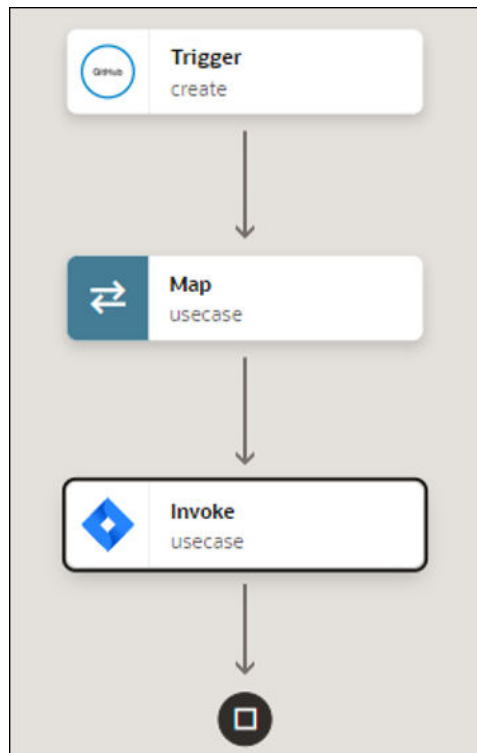 GitHub
Trigger
create
Map
usecase
Invoke
usecase